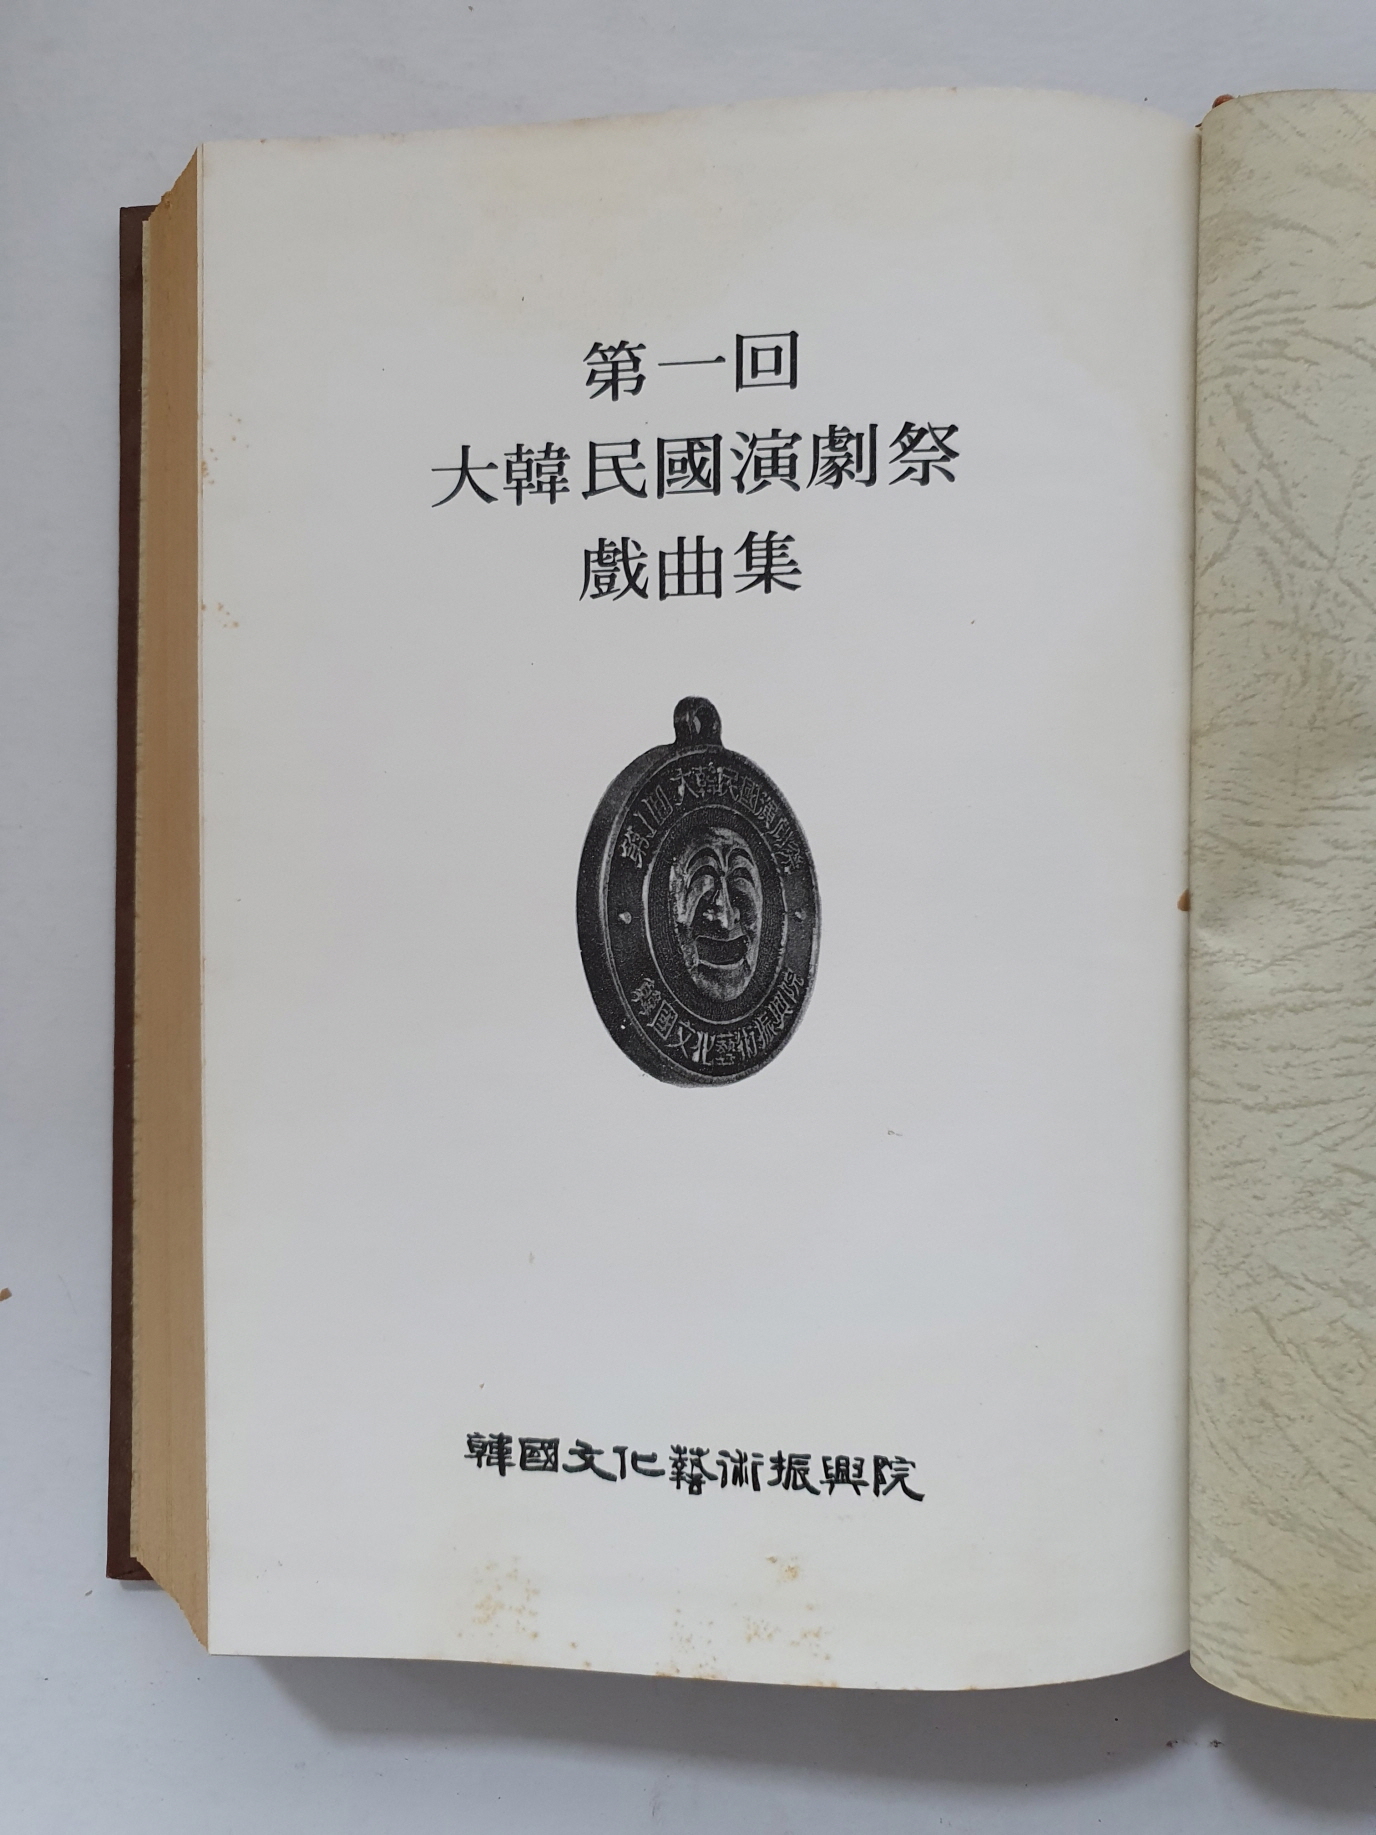 第一回
大韓民國演劇祭
戲曲集
第1回 大韓民國演劇祭
韓國文化藝術振興院
韓國文化藝術振興院